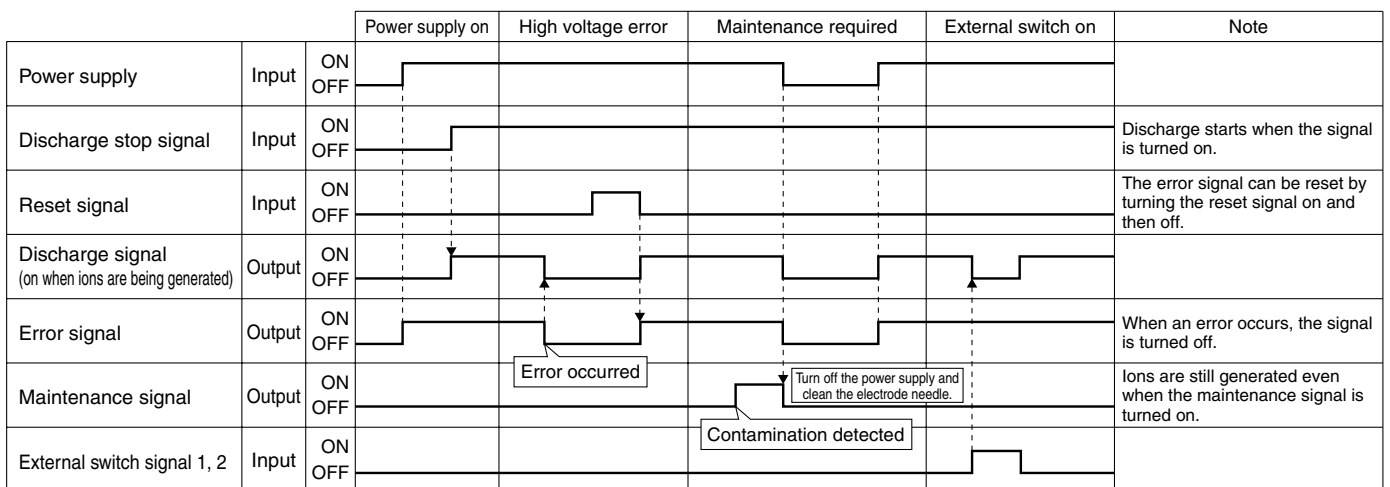 Power supply on High voltage error Maintenance required External switch on Note
Power supply Input ON
OFF
Discharge stop signal Input ON
OFF
Discharge starts when the signal
is turned on.
Reset signal Input ON
OFF
The error signal can be reset by
turning the reset signal on and
then off.
Discharge signal
(on when ions are being generated)
Output ON
OFF
Error signal Output ON
OFF
When an error occurs, the signal
is turned off.
Error occurred
Maintenance signal Output ON
OFF
Turn off the power supply and
clean the electrode needle.
Ions are still generated even
when the maintenance signal is
turned on.
Contamination detected
External switch signal 1, 2 Input ON
OFF